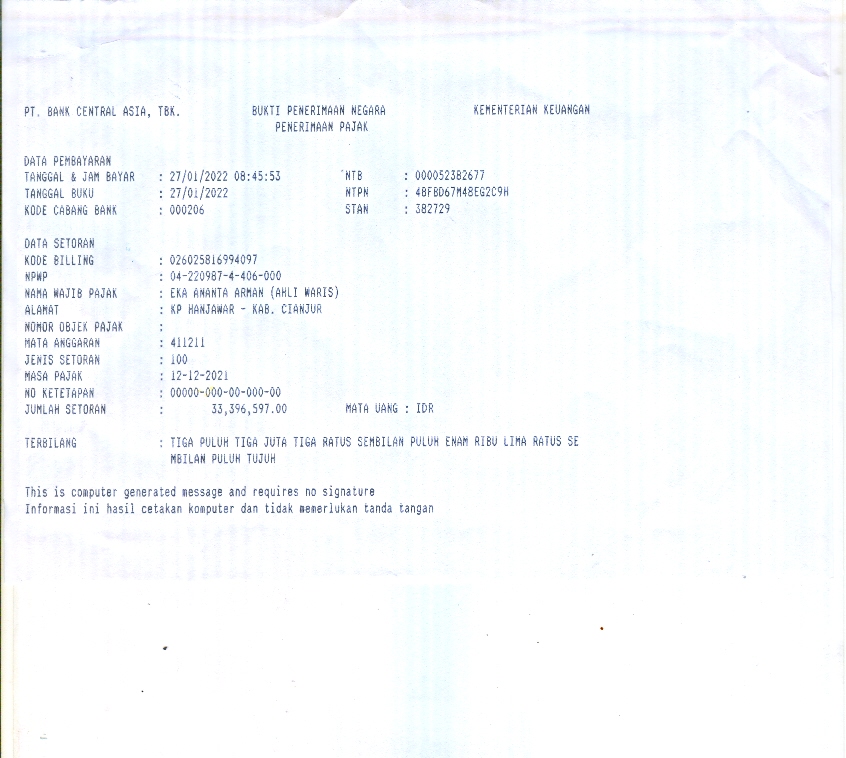 PT. BANK CENTRAL ASIA, TBK. BUKTI PENERIMAAN NEGARA KEMENTERIAN KEUANGAN
PENERIMAAN PAJAK
DATA PEMBAYARAN
TANGGAL & JAM BAYAR : 27/01/2022 08:45:53 NTB : 000052382677
TANGGAL BUKU : 27/01/2022 NTPN : 48FBD67M48EG2C9H
KODE CABANG BANK : 000206 STAN : 382729
DATA SETORAN
KODE BILLING : 026025816994097
NPWP : 04-220987-4-406-000
NAMA WAJIB PAJAK : EKA ANANTA ARMAN (AHLI WARIS)
ALAMAT : KP HANJAWAR - KAB. CIANJUR
NOMOR OBJEK PAJAK :
MATA ANGGARAN : 411211
JENIS SETORAN : 100
MASA PAJAK : 12-12-2021
NO KETETAPAN : 00000-000-00-000-00
JUMLAH SETORAN : 33,396,597.00 MATA UANG : IDR
TERBILANG : TIGA PULUH TIGA JUTA TIGA RATUS SEMBILAN PULUH ENAM RIBU LIMA RATUS SE
MBILAN PULUH TUJUH
This is computer generated message and requires no signature
Informasi ini hasil cetakan komputer dan tidak memerlukan tanda tangan